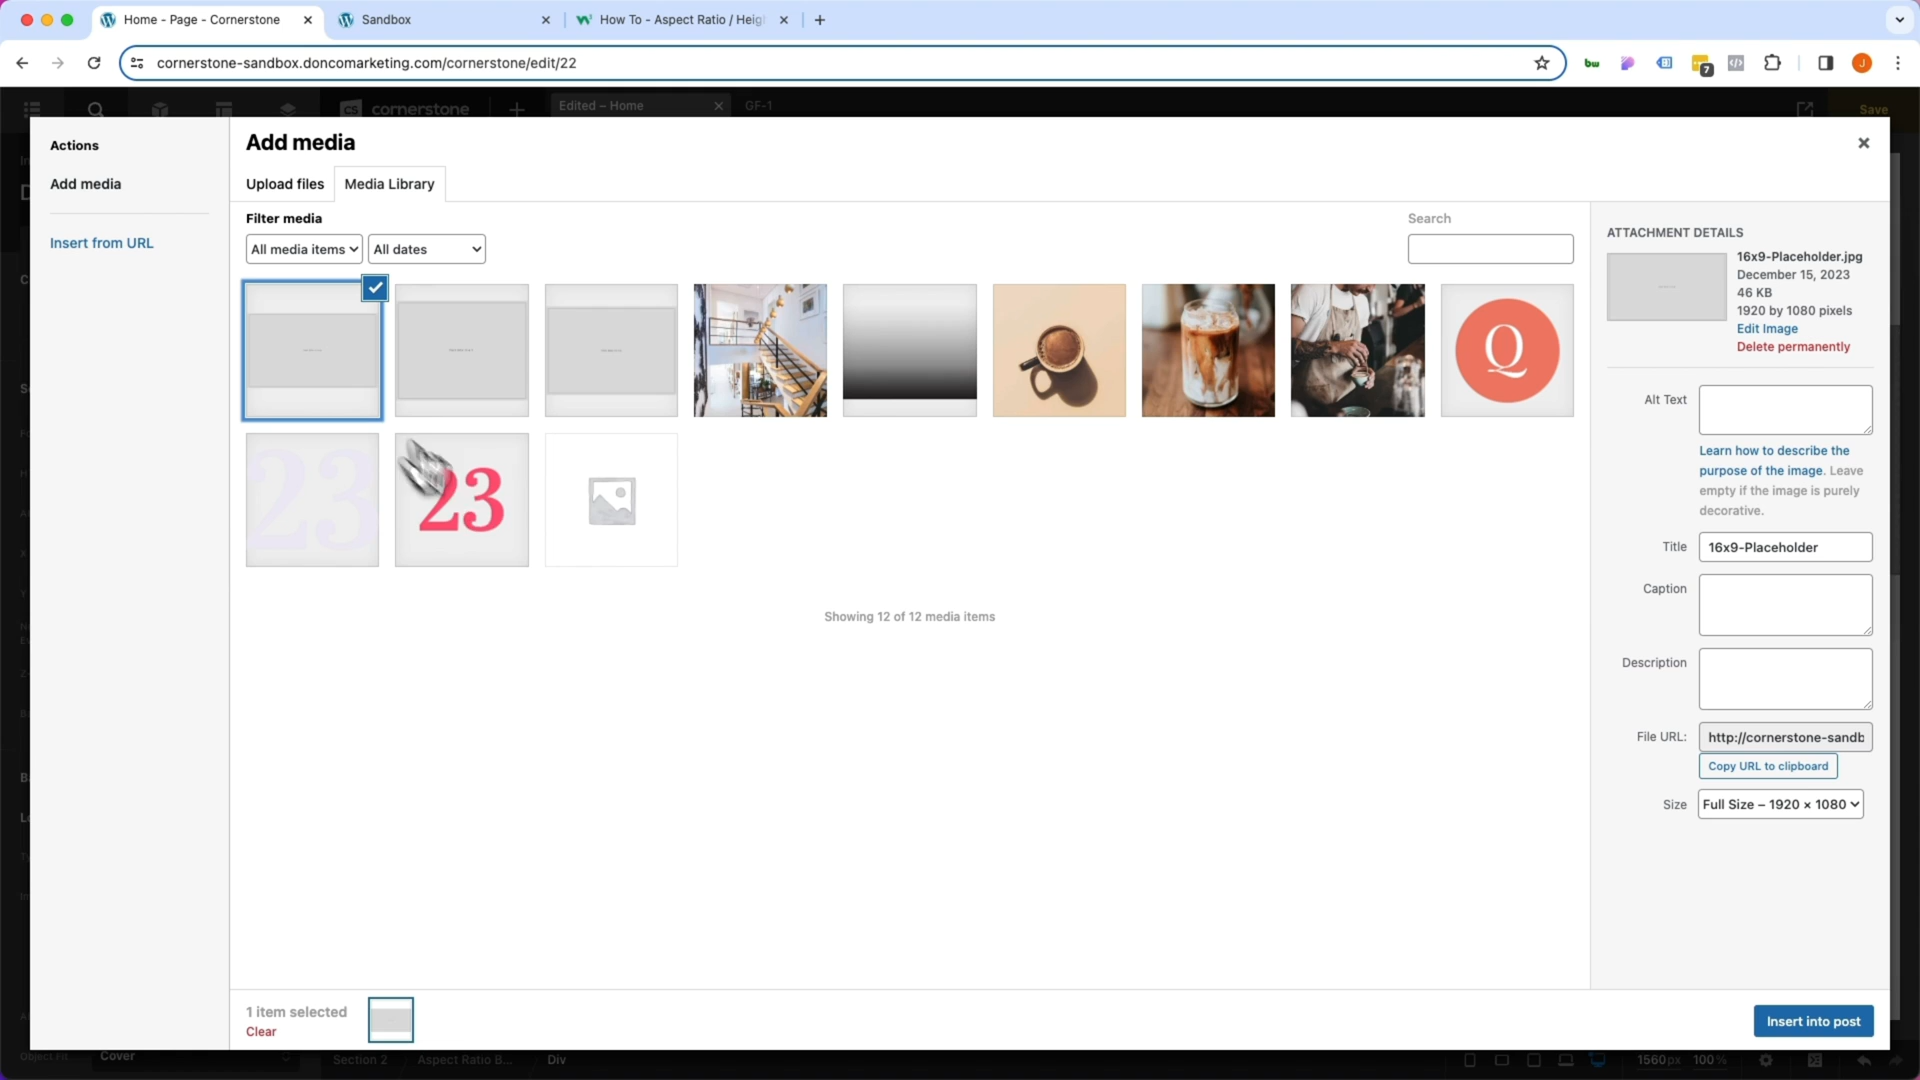 Home - Page - Cornerstone
Sandbox
How To - Aspect Ratio / Heig
cornerstone-sandbox.doncomarketing.com/cornerstone/edit/22
bw
7
J
cs cornerstone
Edited – Home
GF-1
Save
Actions
Add media
Insert from URL
Add media
Upload files
Media Library
Filter media
All media items
All dates
Search
Q
23
23
Showing 12 of 12 media items
ATTACHMENT DETAILS
16x9-Placeholder.jpg
December 15, 2023
46 KB
1920 by 1080 pixels
Edit Image
Delete permanently
Alt Text
Learn how to describe the
purpose of the image. Leave
empty if the image is purely
decorative.
Title
16x9-Placeholder
Caption
Description
File URL:
http://cornerstone-sandb
Copy URL to clipboard
Size
Full Size – 1920 × 1080
1 item selected
Clear
Insert into post
Object Fit
Cover
Section 2
Aspect Ratio B...
Div
1560px
100%